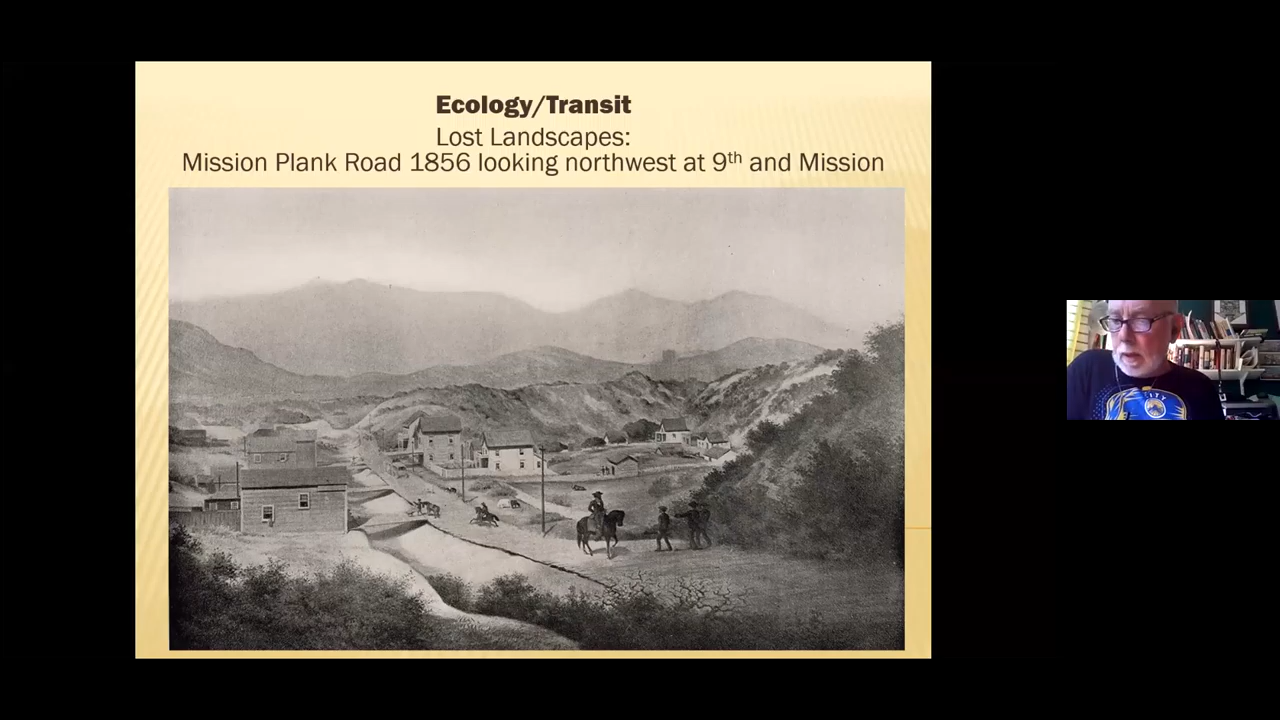 Ecology/Transit
Lost Landscapes:
Mission Plank Road 1856 looking northwest at 9th and Mission